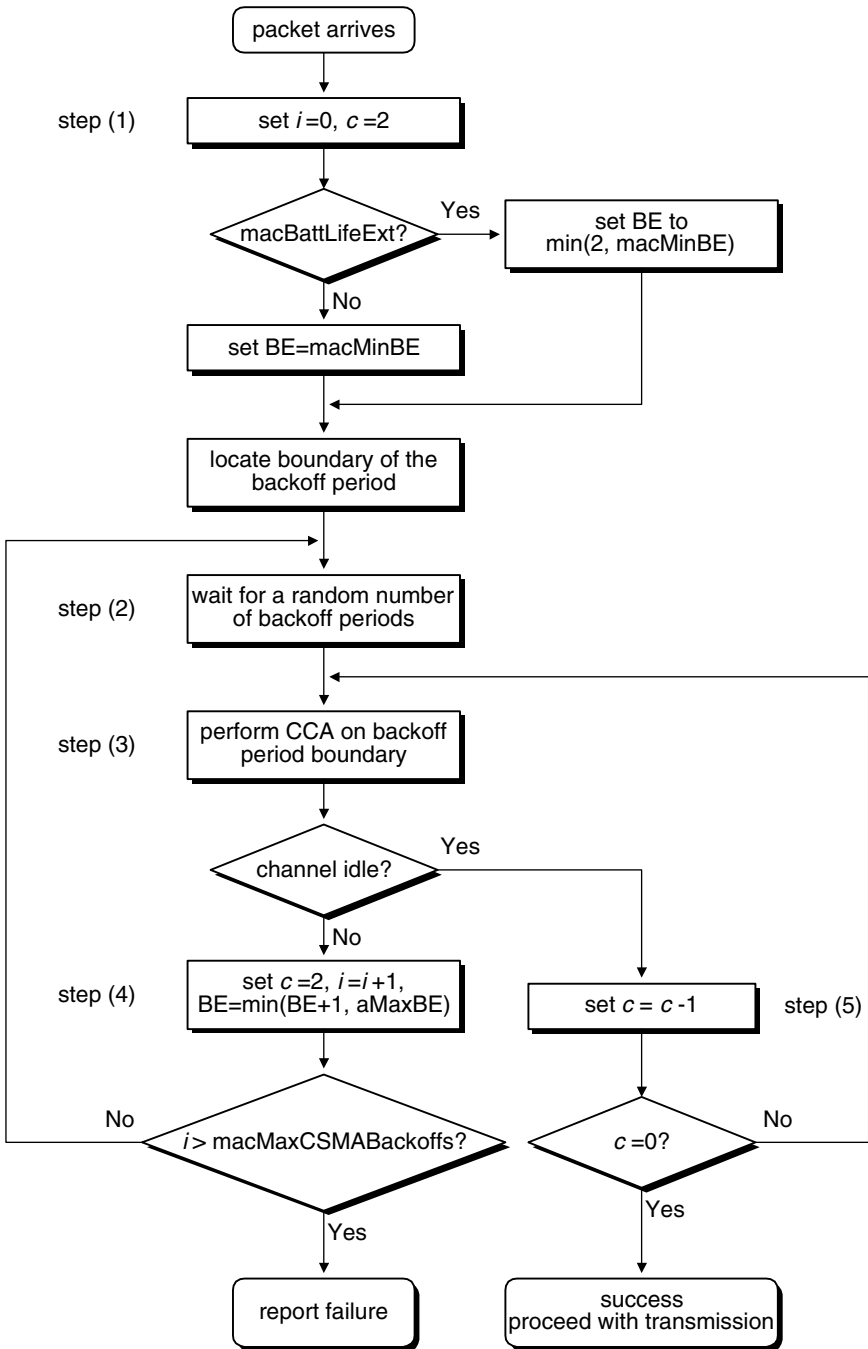 packet arrives
step (1)
set i=0, c=2
macBattLifeExt?
Yes
set BE to
min(2, macMinBE)
No
set BE=macMinBE
locate boundary of the
backoff period
step (2)
wait for a random number
of backoff periods
step (3)
perform CCA on backoff
period boundary
channel idle?
Yes
No
step (4)
set c=2, i=i+1,
BE=min(BE+1, aMaxBE)
set c = c -1
step (5)
No
i > macMaxCSMABackoffs?
c=0?
No
Yes
Yes
report failure
success
proceed with transmission